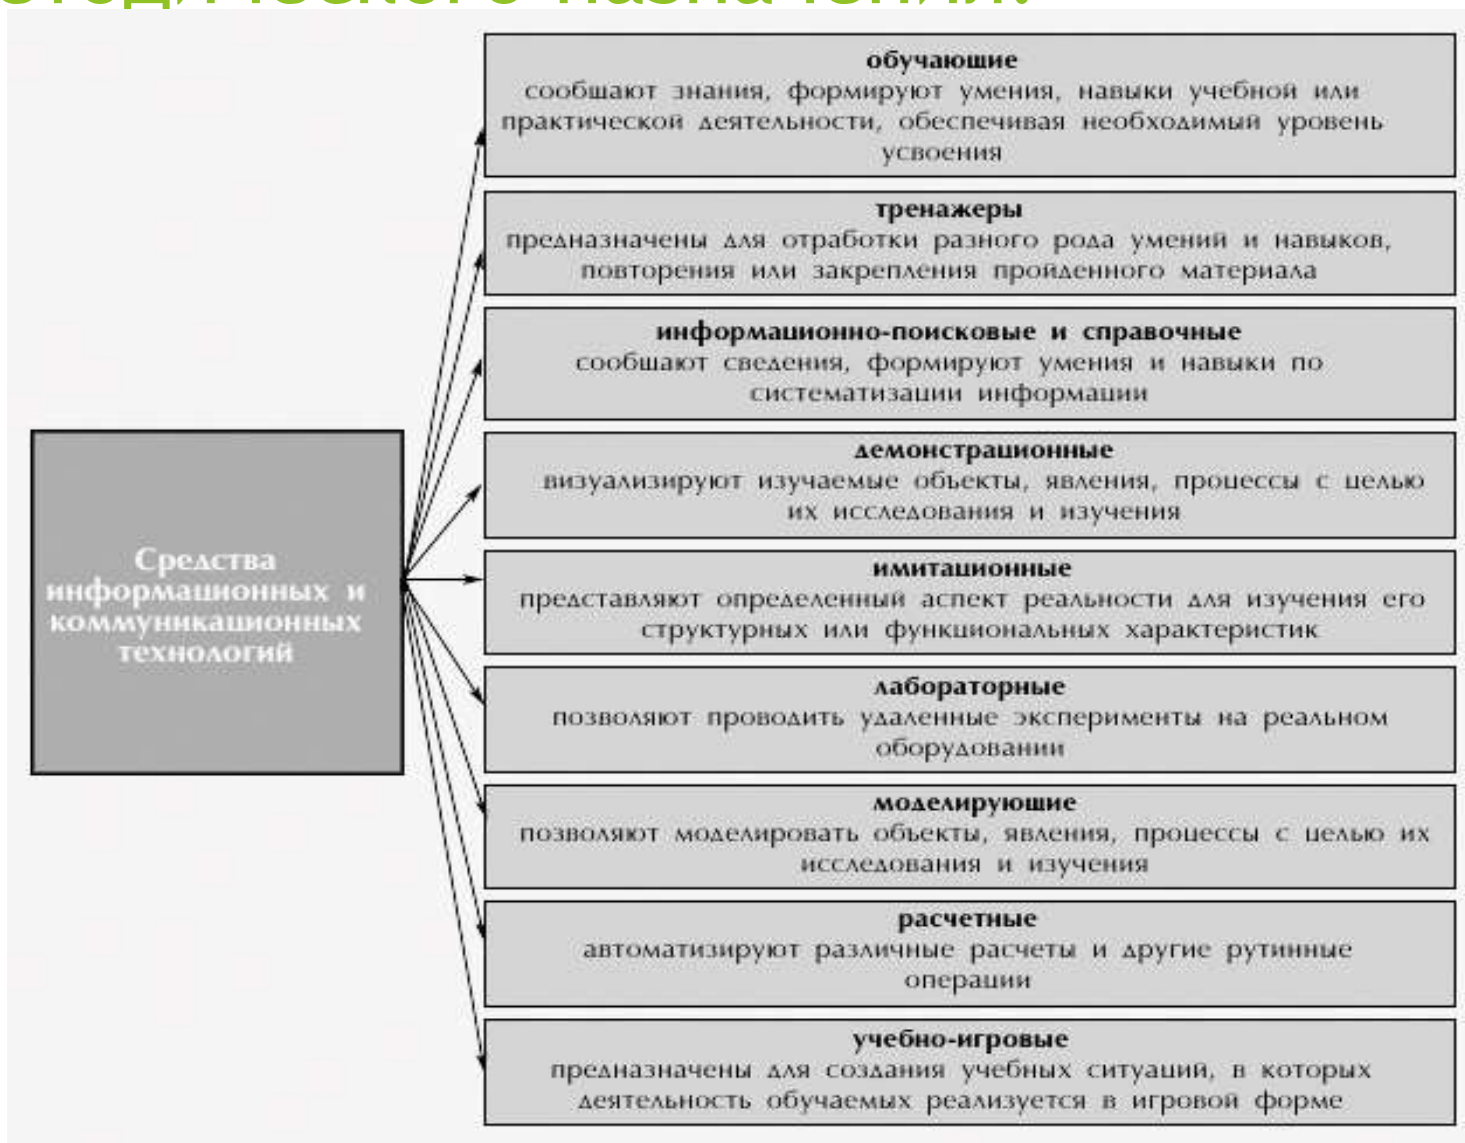 назначения:
обучающие
сообщают знания, формируют умения, навыки учебной или
практической деятельности, обеспечивая необходимый уровень
усвоения
тренажеры
предназначены для отработки разного рода умений и навыков,
повторения или закрепления пройденного материала
информационно-поисковые и справочные
сообщают сведения, формируют умения и навыки по
систематизации информации
демонстрационные
визуализируют изучаемые объекты, явления, процессы с целью
их исследования и изучения
Средства
информационных и
коммуникационных
технологий
имитационные
представляют определенный аспект реальности для изучения его
структурных или функциональных характеристик
лабораторные
позволяют проводить удаленные эксперименты на реальном
оборудовании
моделирующие
позволяют моделировать объекты, явления, процессы с целью их
исследования и изучения
расчетные
автоматизируют различные расчеты и другие рутинные
операции
учебно-игровые
предназначены для создания учебных ситуаций, в которых
деятельность обучаемых реализуется в игровой форме